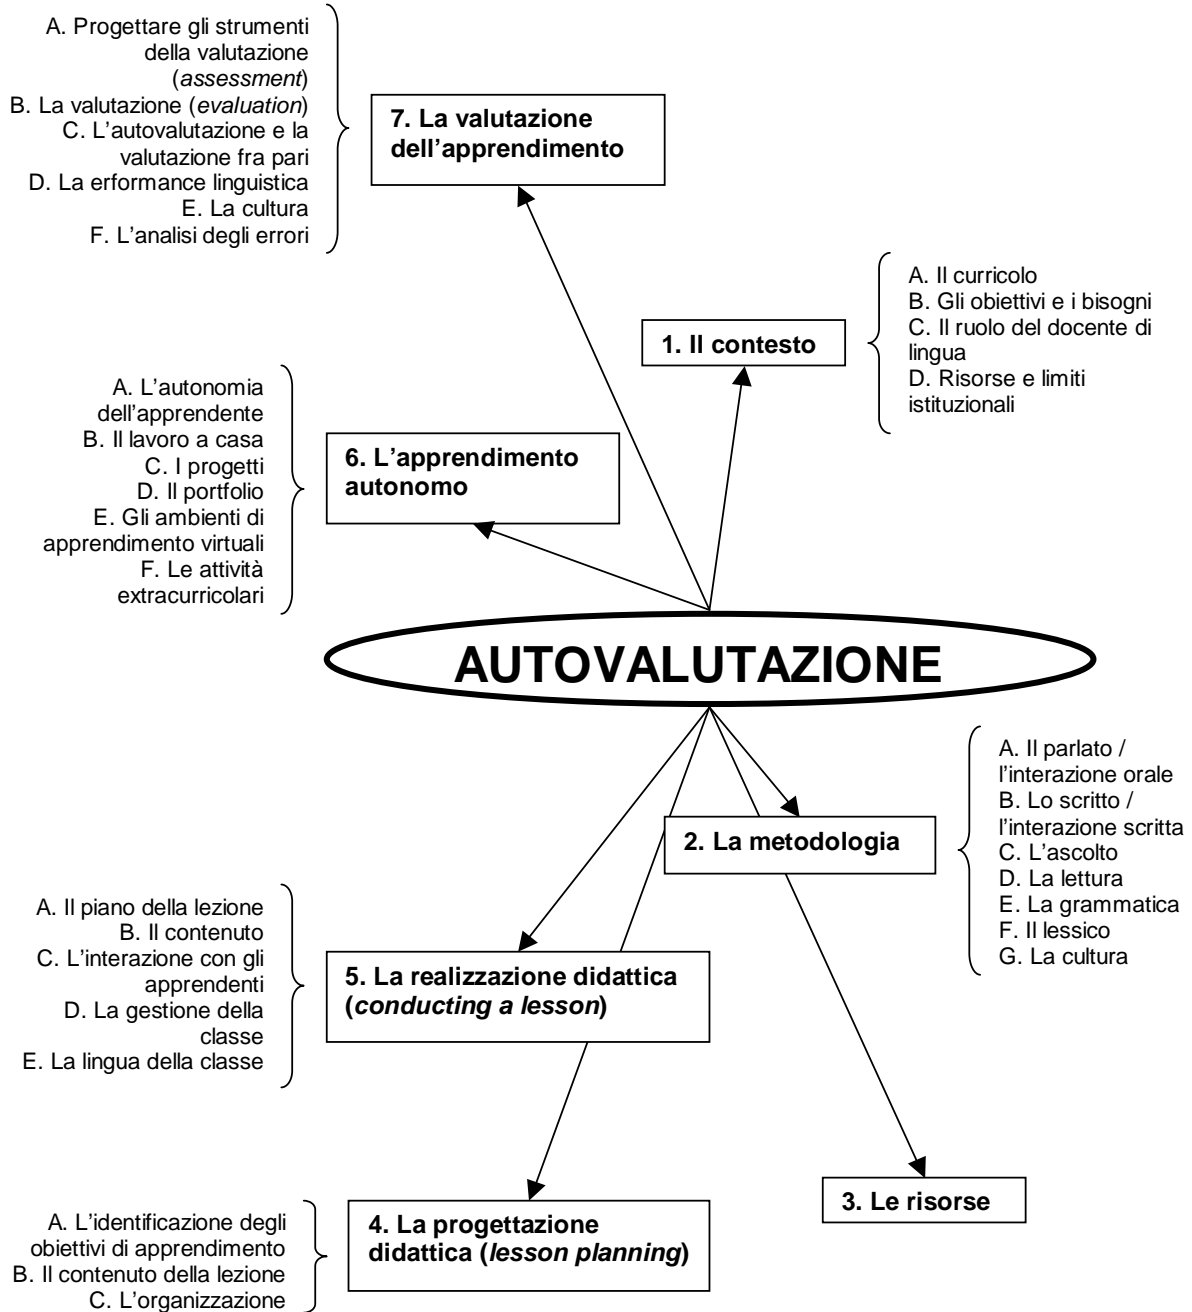 A. Progettare gli strumenti
della valutazione
(assessment)
B. La valutazione (evaluation)
C. L'autovalutazione e la
valutazione fra pari
D. La erformance linguistica
E. La cultura
F. L'analisi degli errori
7. La valutazione
dell'apprendimento
1. Il contesto
A. Il curricolo
B. Gli obiettivi e i bisogni
C. Il ruolo del docente di
lingua
D. Risorse e limiti
istituzionali
A. L'autonomia
dell'apprendente
B. Il lavoro a casa
C. I progetti
D. Il portfolio
E. Gli ambienti di
apprendimento virtuali
F. Le attività
extracurricolari
6. L'apprendimento
autonomo
AUTOVALUTAZIONE
2. La metodologia
A. Il parlato /
l'interazione orale
B. Lo scritto /
l'interazione scritta
C. L'ascolto
D. La lettura
E. La grammatica
F. Il lessico
G. La cultura
A. Il piano della lezione
B. Il contenuto
C. L'interazione con gli
apprendenti
D. La gestione della
classe
E. La lingua della classe
5. La realizzazione didattica
(conducting a lesson)
3. Le risorse
A. L'identificazione degli
obiettivi di apprendimento
B. Il contenuto della lezione
C. L'organizzazione
4. La progettazione
didattica (lesson planning)